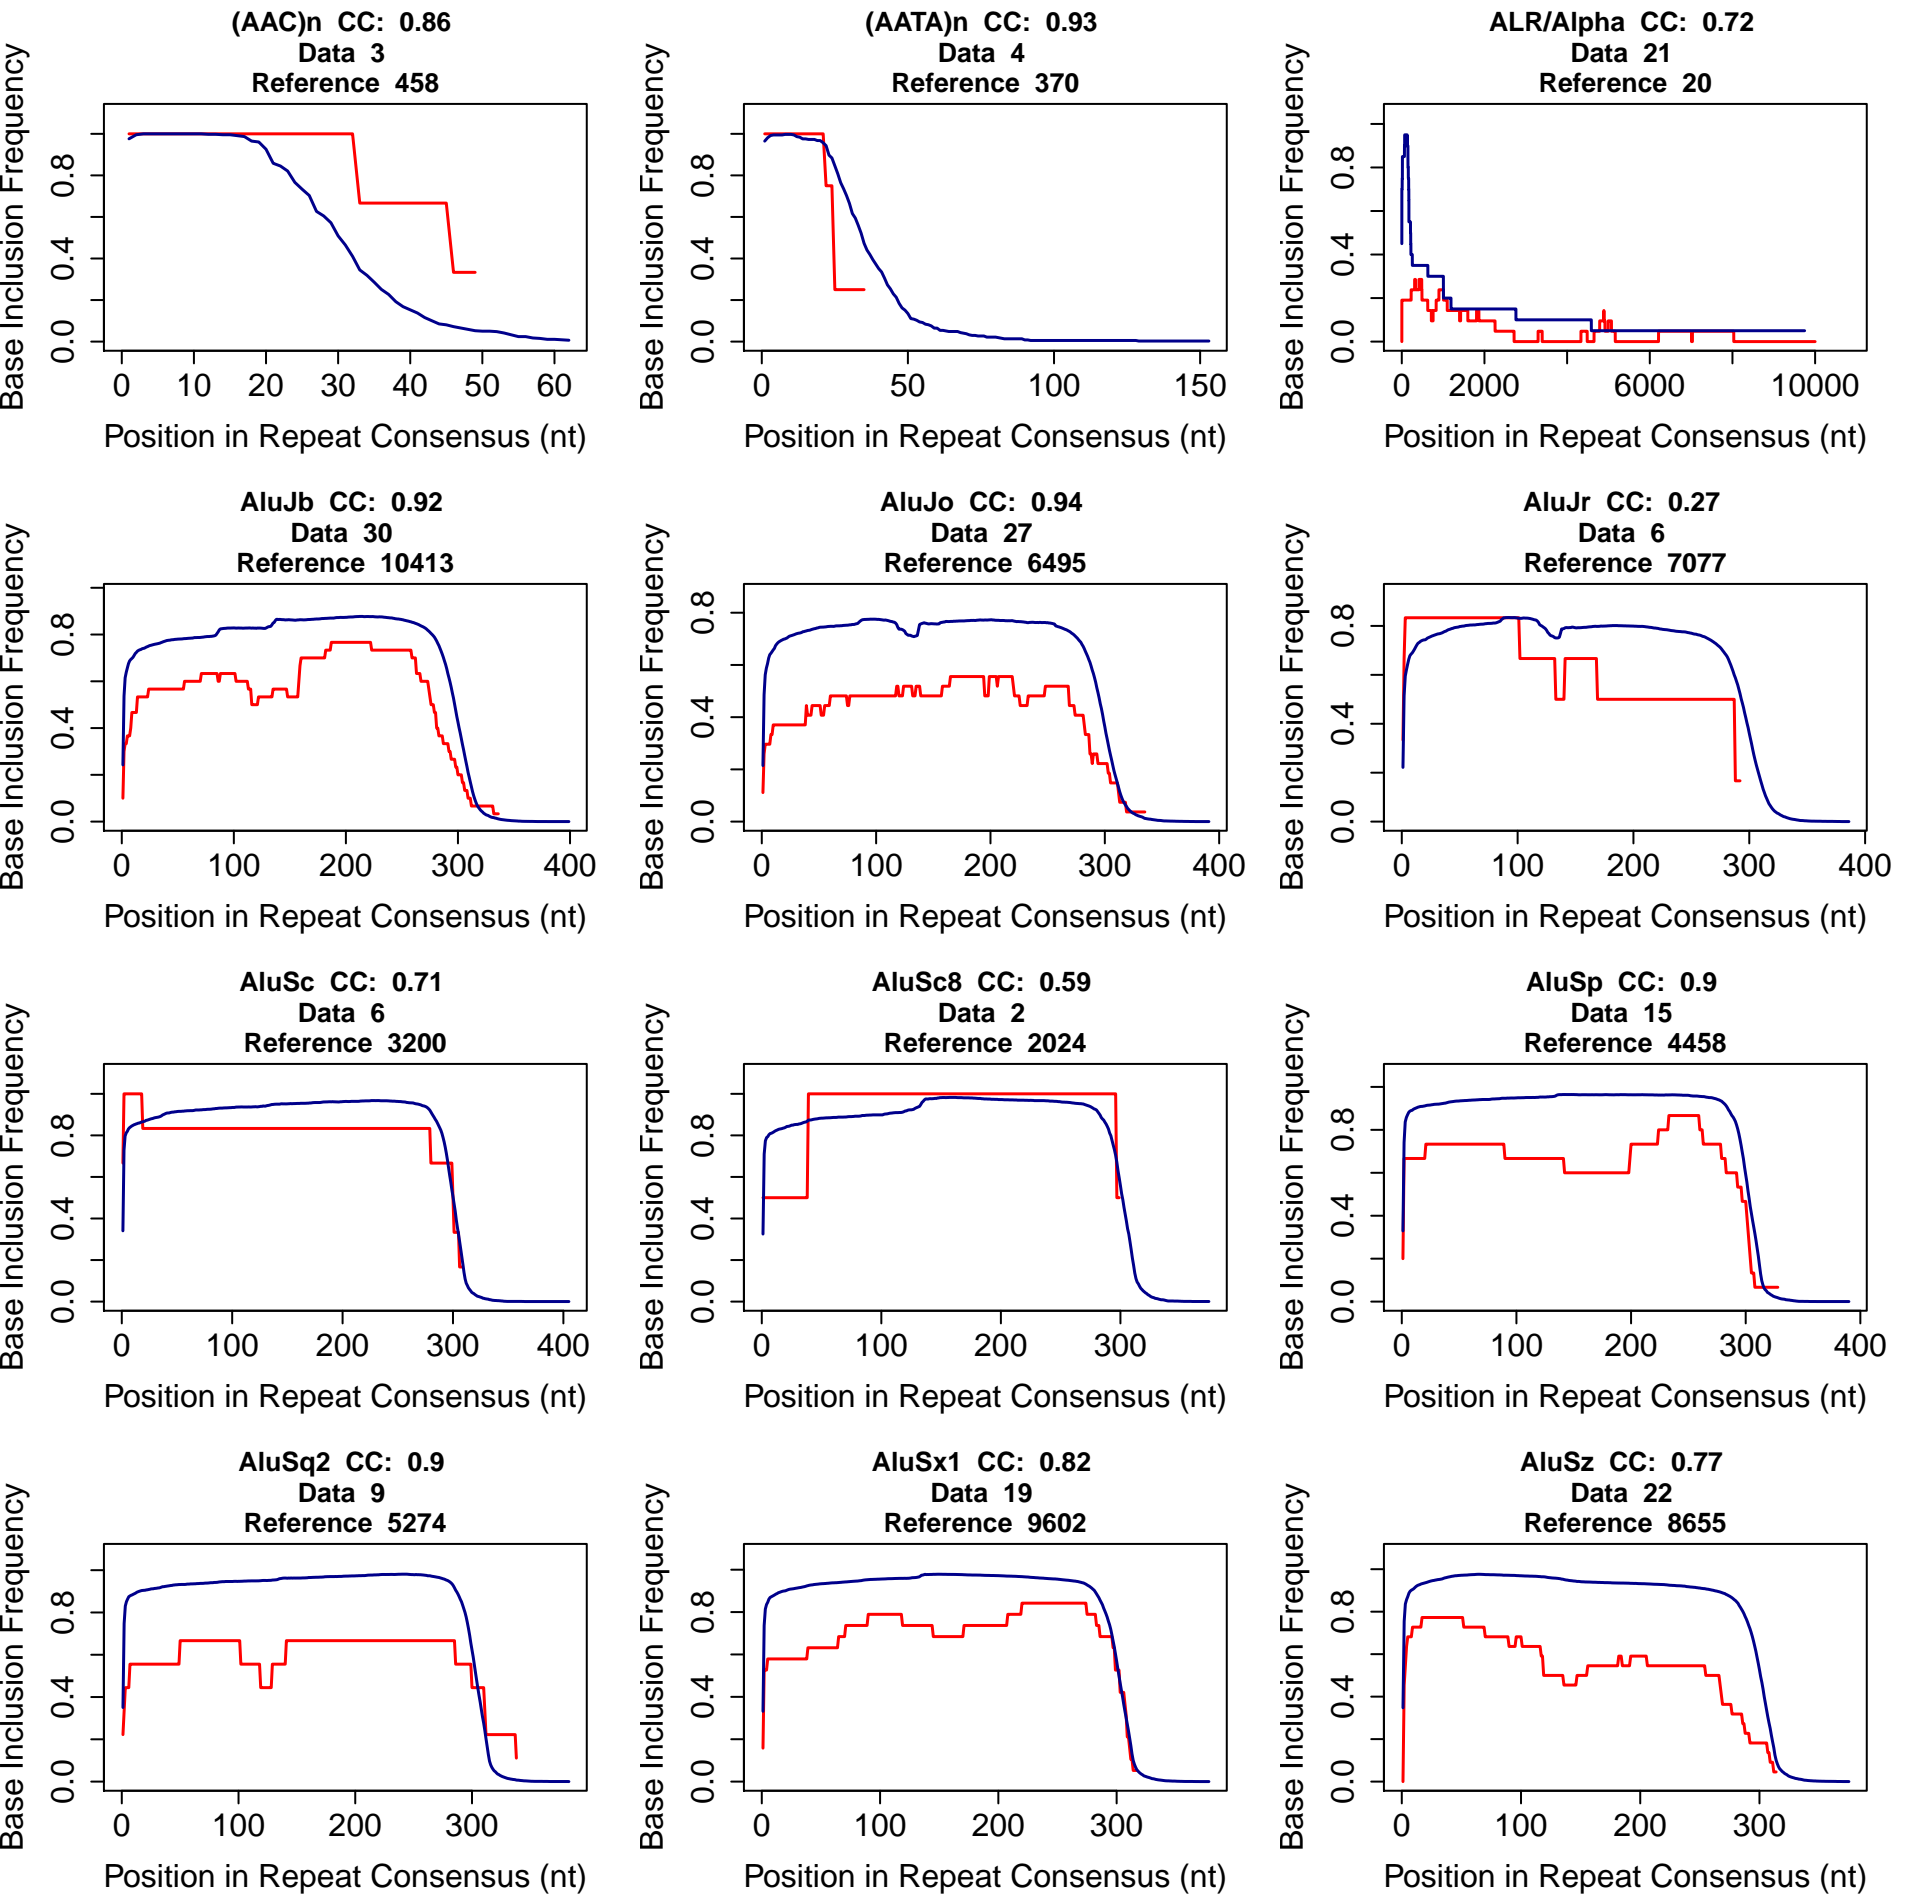 (AAC)n CC: 0.86
Data 3
Reference 458
Base Inclusion Frequency
0.0 0.4 0.8
0 10 20 30 40 50 60
Position in Repeat Consensus (nt)
(AATA)n CC: 0.93
Data 4
Reference 370
Base Inclusion Frequency
0.0 0.4 0.8
0 50 100 150
Position in Repeat Consensus (nt)
ALR/Alpha CC: 0.72
Data 21
Reference 20
Base Inclusion Frequency
0.0 0.4 0.8
0 2000 6000 10000
Position in Repeat Consensus (nt)
AluJb CC: 0.92
Data 30
Reference 10413
Base Inclusion Frequency
0.0 0.4 0.8
0 100 200 300 400
Position in Repeat Consensus (nt)
AluJo CC: 0.94
Data 27
Reference 6495
Base Inclusion Frequency
0.0 0.4 0.8
0 100 200 300 400
Position in Repeat Consensus (nt)
AluJr CC: 0.27
Data 6
Reference 7077
Base Inclusion Frequency
0.0 0.4 0.8
0 100 200 300 400
Position in Repeat Consensus (nt)
AluSc CC: 0.71
Data 6
Reference 3200
Base Inclusion Frequency
0.0 0.4 0.8
0 100 200 300 400
Position in Repeat Consensus (nt)
AluSc8 CC: 0.59
Data 2
Reference 2024
Base Inclusion Frequency
0.0 0.4 0.8
0 100 200 300
Position in Repeat Consensus (nt)
AluSp CC: 0.9
Data 15
Reference 4458
Base Inclusion Frequency
0.0 0.4 0.8
0 100 200 300 400
Position in Repeat Consensus (nt)
AluSq2 CC: 0.9
Data 9
Reference 5274
Base Inclusion Frequency
0.0 0.4 0.8
0 100 200 300
Position in Repeat Consensus (nt)
AluSx1 CC: 0.82
Data 19
Reference 9602
Base Inclusion Frequency
0.0 0.4 0.8
0 100 200 300
Position in Repeat Consensus (nt)
AluSz CC: 0.77
Data 22
Reference 8655
Base Inclusion Frequency
0.0 0.4 0.8
0 100 200 300
Position in Repeat Consensus (nt)